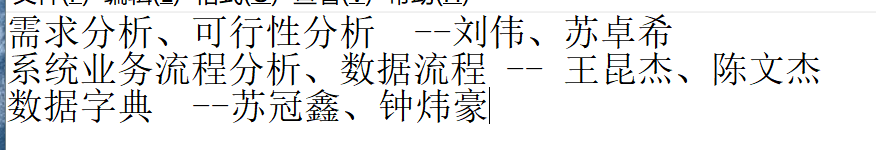 需求分析、可行性分析  --刘伟、苏卓希
系统业务流程分析、数据流程 -- 王昆杰、陈文杰
数据字典  --苏冠鑫、钟炜豪